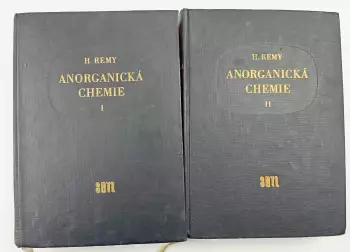 H. REMY
ANORGANICKÁ
CHEMIE
I
SNTL
H. REMY
ANORGANICKÁ
CHEMIE
II
SNTL